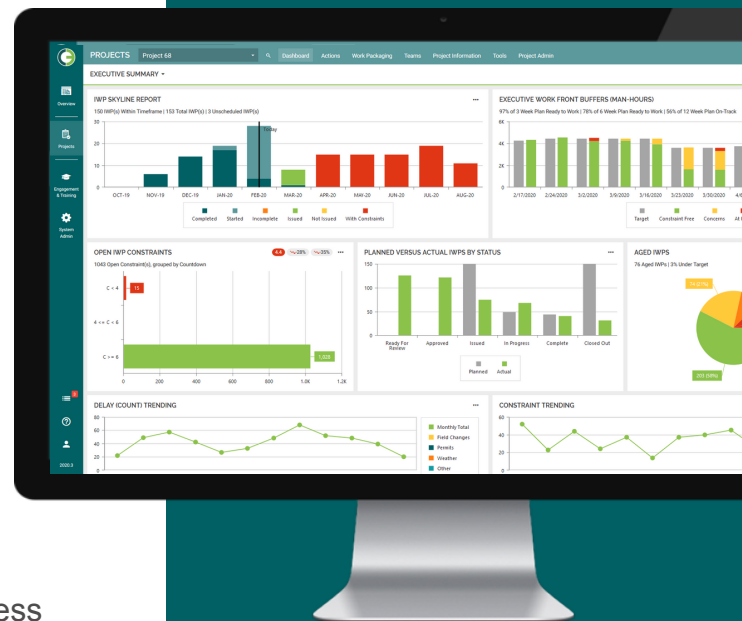 PROJECTS Project 68 Dashboard Actions Work Packaging Teams Project Information Tools Project Admin
EXECUTIVE SUMMARY
Overview
Projects
Engagement
& Training
System
Admin
2020.3
IWP SKYLINE REPORT
150 IWP(s) Within Timeframe | 153 Total IWP(s) | 3 Unscheduled IWP(s)
30
20
10
0
Today
OCT-19 NOV-19 DEC-19 JAN-20 FEB-20 MAR-20 APR-20 MAY-20 JUN-20 JUL-20 AUG-20
Completed Started Incomplete Issued Not Issued With Constraints
EXECUTIVE WORK FRONT BUFFERS (MAN-HOURS)
97% of 3 Week Plan Ready to Work | 78% of 6 Week Plan Ready to Work | 56% of 12 Week Plan On-Track
6K
4K
2K
0
2/17/2020 2/24/2020 3/2/2020 3/9/2020 3/16/2020 3/23/2020 3/30/2020
Target Constraint Free Concerns
OPEN IWP CONSTRAINTS
1043 Open Constraint(s), grouped by Countdown
C < 4
15
4 <= C < 6
C >= 6
1,028
0 200 400 600 800 1.0K 1.2K
PLANNED VERSUS ACTUAL IWPS BY STATUS
150
100
50
0
Ready For
Review
Approved Issued In Progress Complete Closed Out
Planned Actual
AGED IWPS
76 Aged IWPs | 3% Under Target
DELAY (COUNT) TRENDING
80
60
40
20
0
Monthly Total
Field Changes
Permits
Weather
Other
CONSTRAINT TRENDING
60
40
20
0
ess